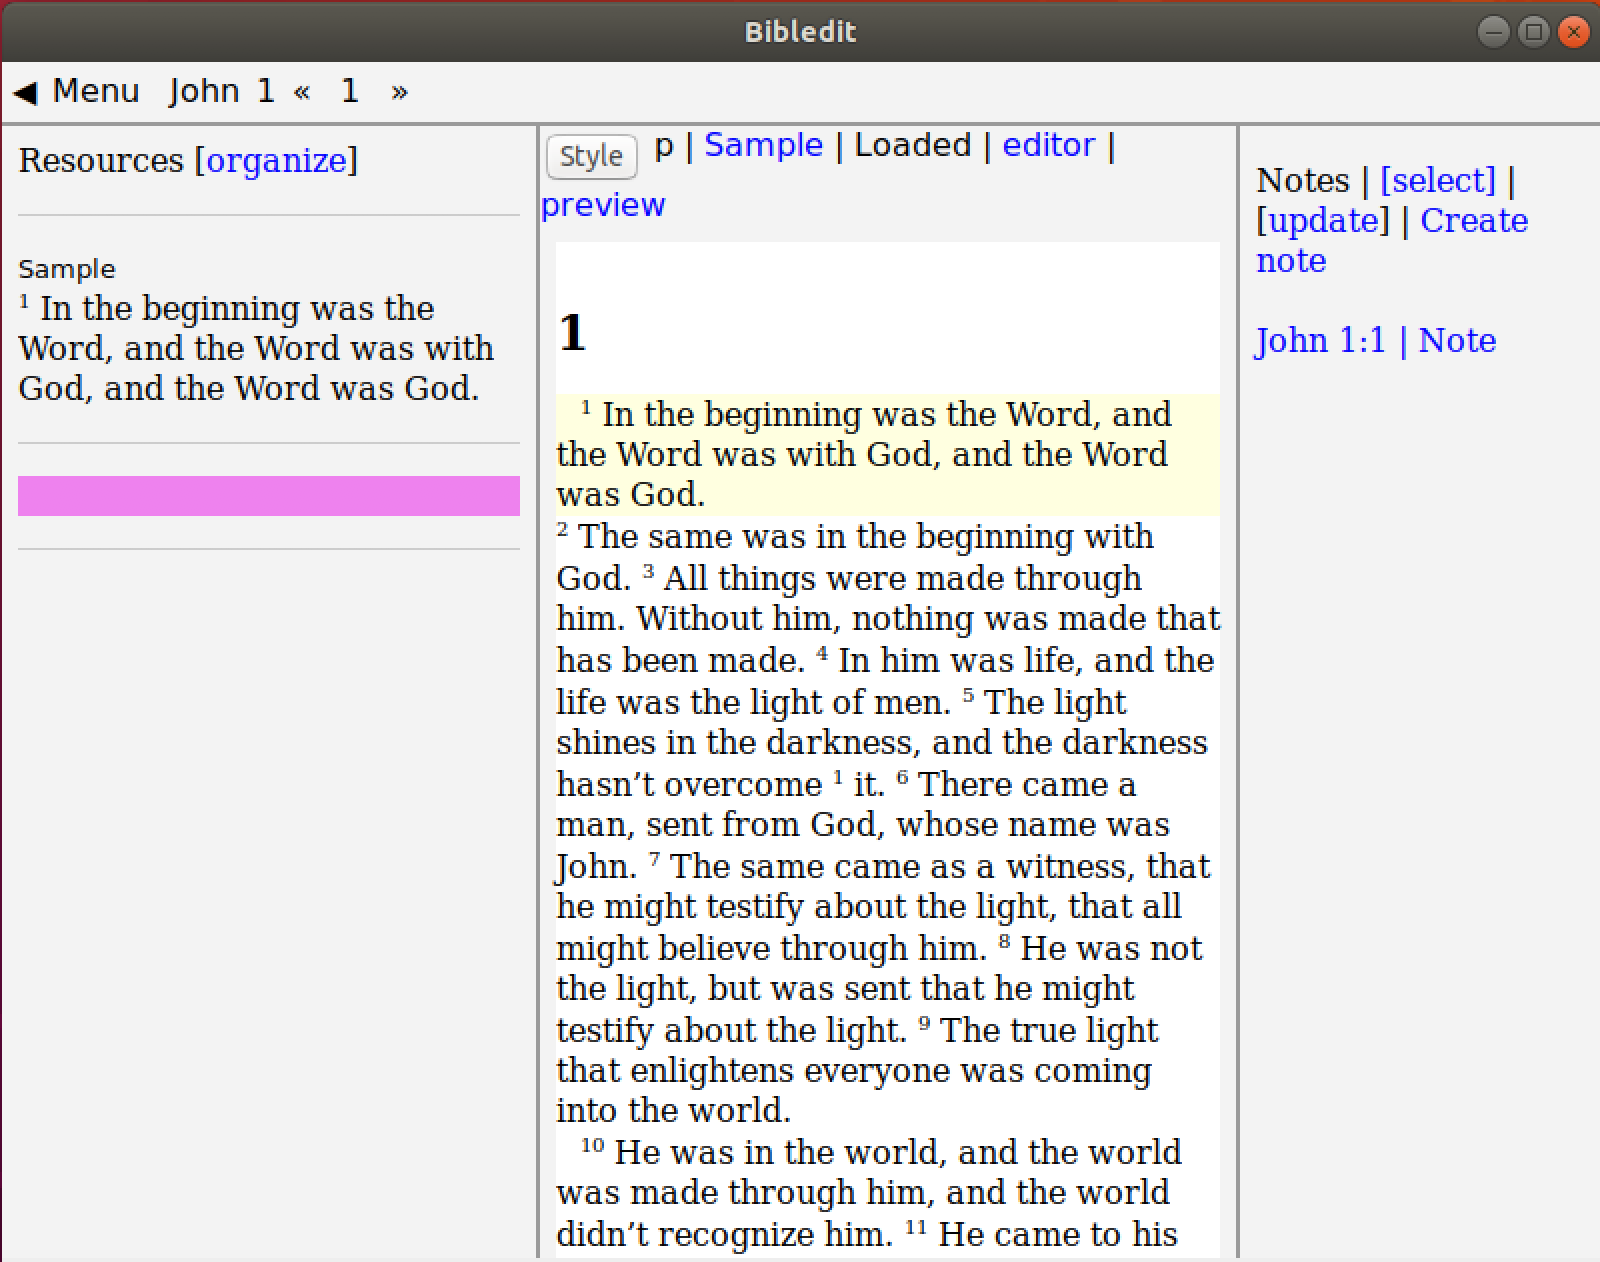 Bibledit
◀ Menu John 1 « 1 »
Resources [organize]
Sample
1 In the beginning was the
Word, and the Word was with
God, and the Word was God.
Style p | Sample | Loaded | editor |
preview
1
1 In the beginning was the Word, and
the Word was with God, and the Word
was God.
2 The same was in the beginning with
God. 3 All things were made through
him. Without him, nothing was made that
has been made. 4 In him was life, and the
life was the light of men. 5 The light
shines in the darkness, and the darkness
hasn’t overcome 1 it. 6 There came a
man, sent from God, whose name was
John. 7 The same came as a witness, that
he might testify about the light, that all
might believe through him. 8 He was not
the light, but was sent that he might
testify about the light. 9 The true light
that enlightens everyone was coming
into the world.
10 He was in the world, and the world
was made through him, and the world
didn’t recognize him. 11 He came to his
Notes | [select] |
[update] | Create
note
John 1:1 | Note